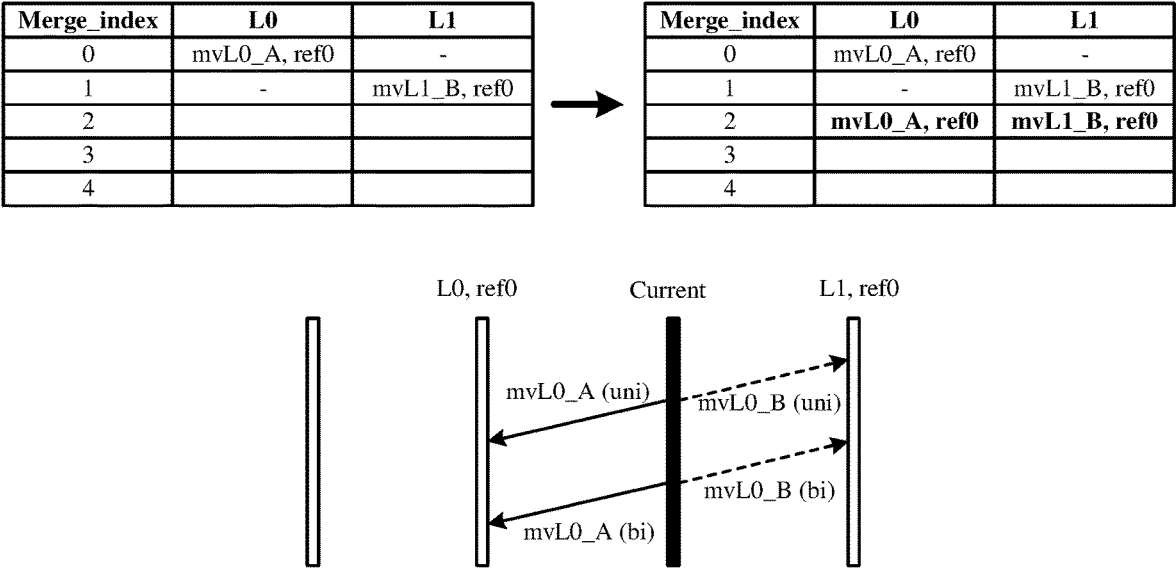 Merge_index L0 L1
0 mvL0_A, ref0 -
1 - mvL1_B, ref0
2
3
4
Merge_index L0 L1
0 mvL0_A, ref0 -
1 - mvL1_B, ref0
2 mvL0_A, ref0 mvL1_B, ref0
3
4
L0, ref0 Current L1, ref0
mvL0_A (uni) mvL0_B (uni)
mvL0_A (bi) mvL0_B (bi)